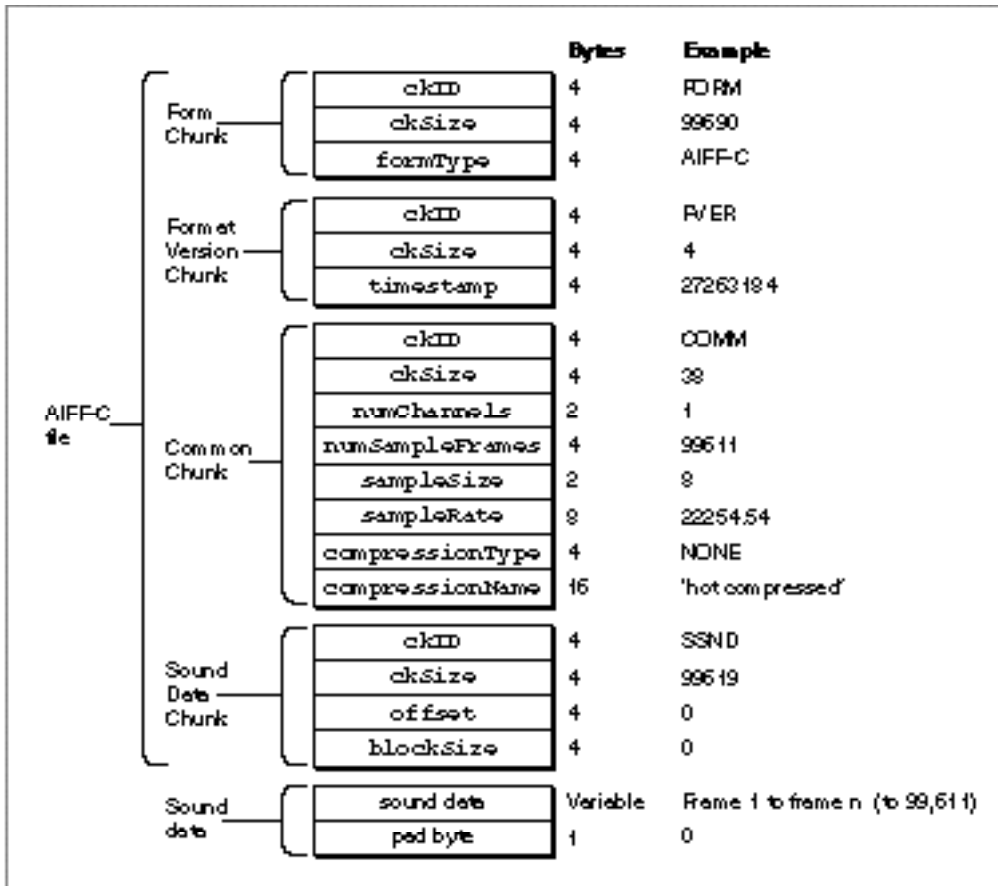 Bytes Example
Form Chunk
ckID 4 FORM
ckSize 4 99690
formType 4 AIFF-C
Format Version Chunk
ckID 4 FVER
ckSize 4 4
timestamp 4
AIFF-C file
Common Chunk
ckID 4 COMM
ckSize 4 38
numChannels 2 1
numSampleFrames 4 99611
sampleSize 2 8
sampleRate 8 22254.54
compressionType 4 NONE
compressionName 16 'not compressed'
Sound Data Chunk
ckID 4 SSND
ckSize 4 99619
offset 4 0
blockSize 4 0
Sound data
sound data Variable Frame 1 to frame n (to 99,611)
pad byte 1 0